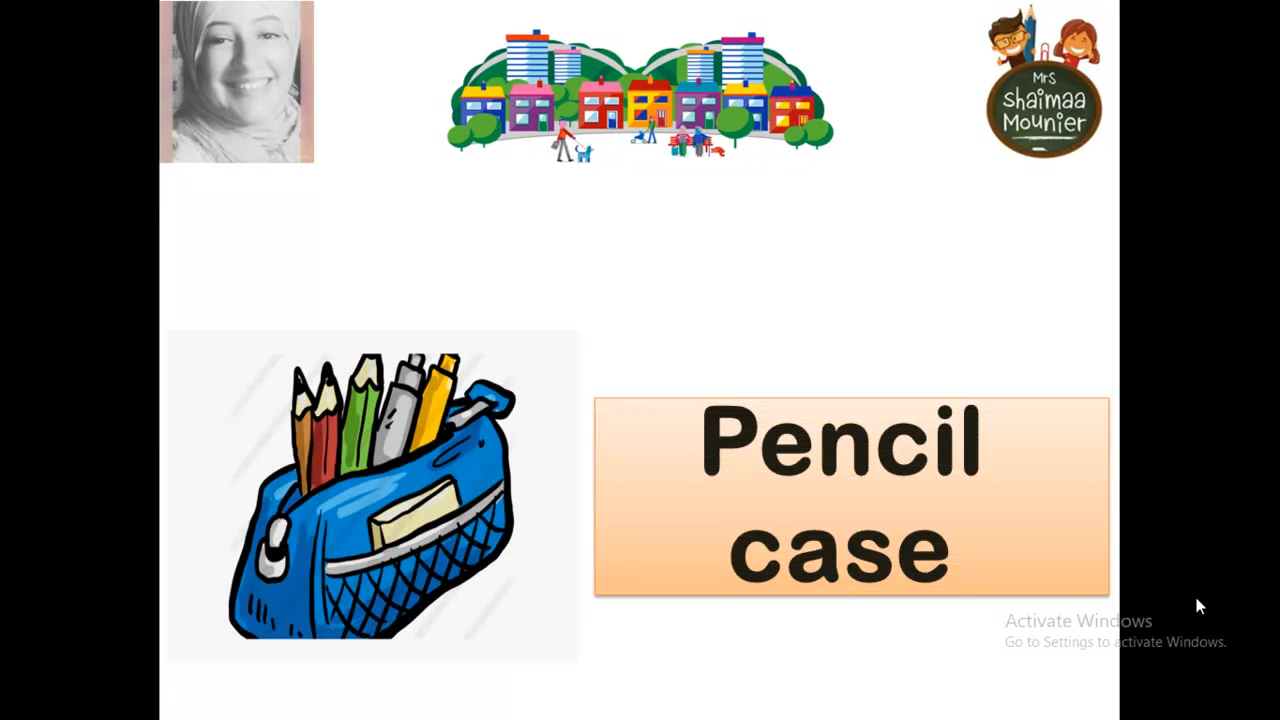 Mrs
Shaimaa
Mounier
Pencil
case
Activate Windows
Go to Settings to activate Windows.